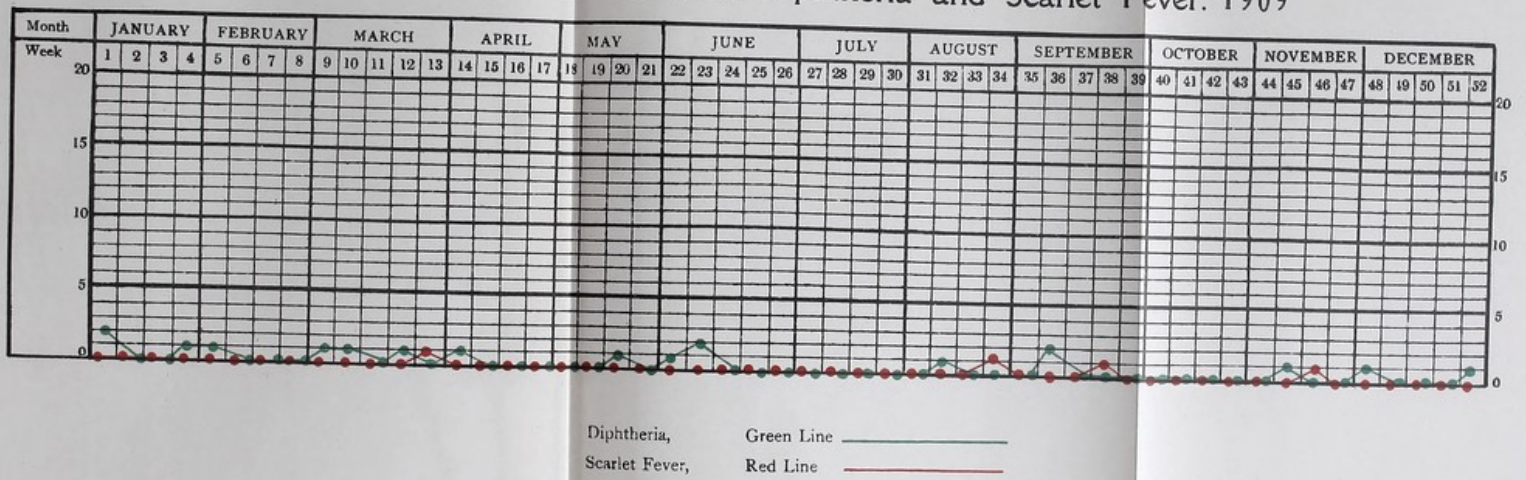 and Scarlet Fever. 1909
Month JANUARY FEBRUARY MARCH APRIL MAY JUNE JULY AUGUST SEPTEMBER OCTOBER NOVEMBER DECEMBER
Week 1 2 3 4 5 6 7 8 9 10 11 12 13 14 15 16 17 18 19 20 21 22 23 24 25 26 27 28 29 30 31 32 33 34 35 36 37 38 39 40 41 42 43 44 45 46 47 48 49 50 51 52
20 20
15 15
10 10
5 5
0 0
Diphtheria, Green Line
Scarlet Fever, Red Line